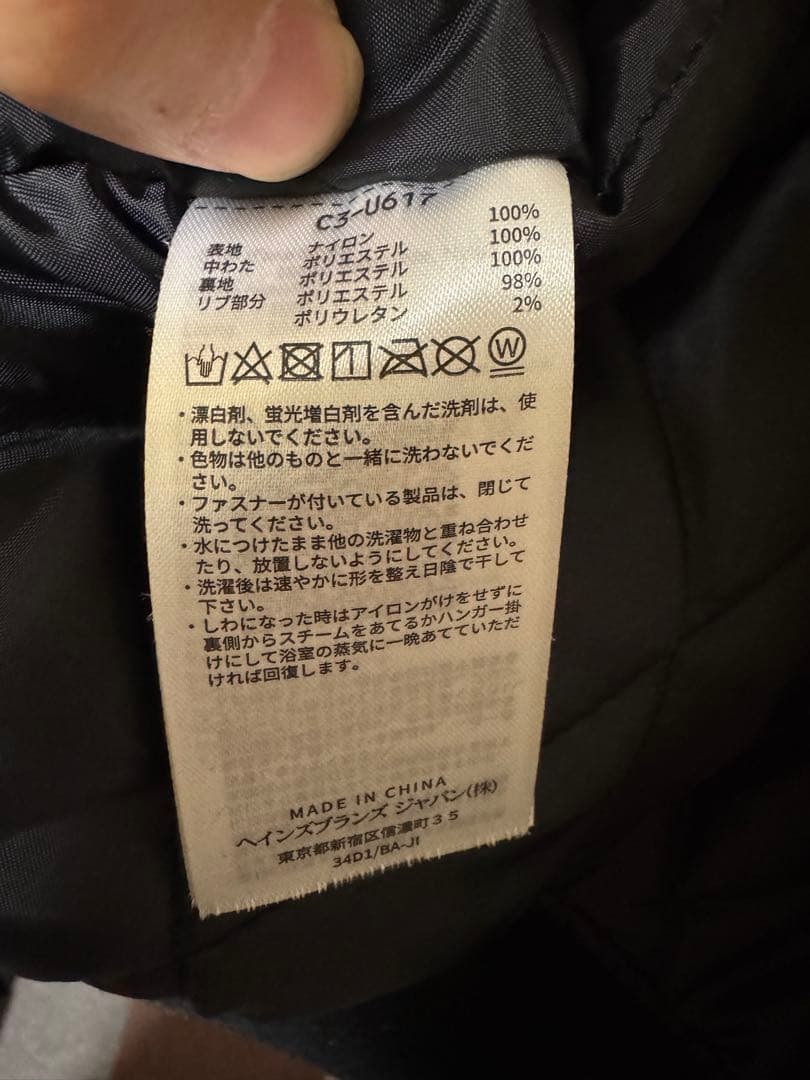 C3-U617
表地 ナイロン 100%
中わた ポリエステル 100%
裏地 ポリエステル 100%
リブ部分 ポリエステル 98%
ポリウレタン 2%
W
・漂白剤、蛍光増白剤を含んだ洗剤は、使
用しないでください。
・色物は他のものと一緒に洗わないでくだ
さい。
・ファスナーが付いている製品は、閉じて
洗ってください。
・水につけたまま他の洗濯物と重ね合わせ
たり、放置しないようにしてください。
・洗濯後は速やかに形を整え日陰で干して
下さい。
・しわになった時はアイロンがけをせずに
裏側からスチームをあてるかハンガー掛
けにして浴室の蒸気に一晩あてていただ
ければ回復します。
MADE IN CHINA
ヘインズブランズ ジャパン(株)
東京都新宿区信濃町35
34D1/BA-JI